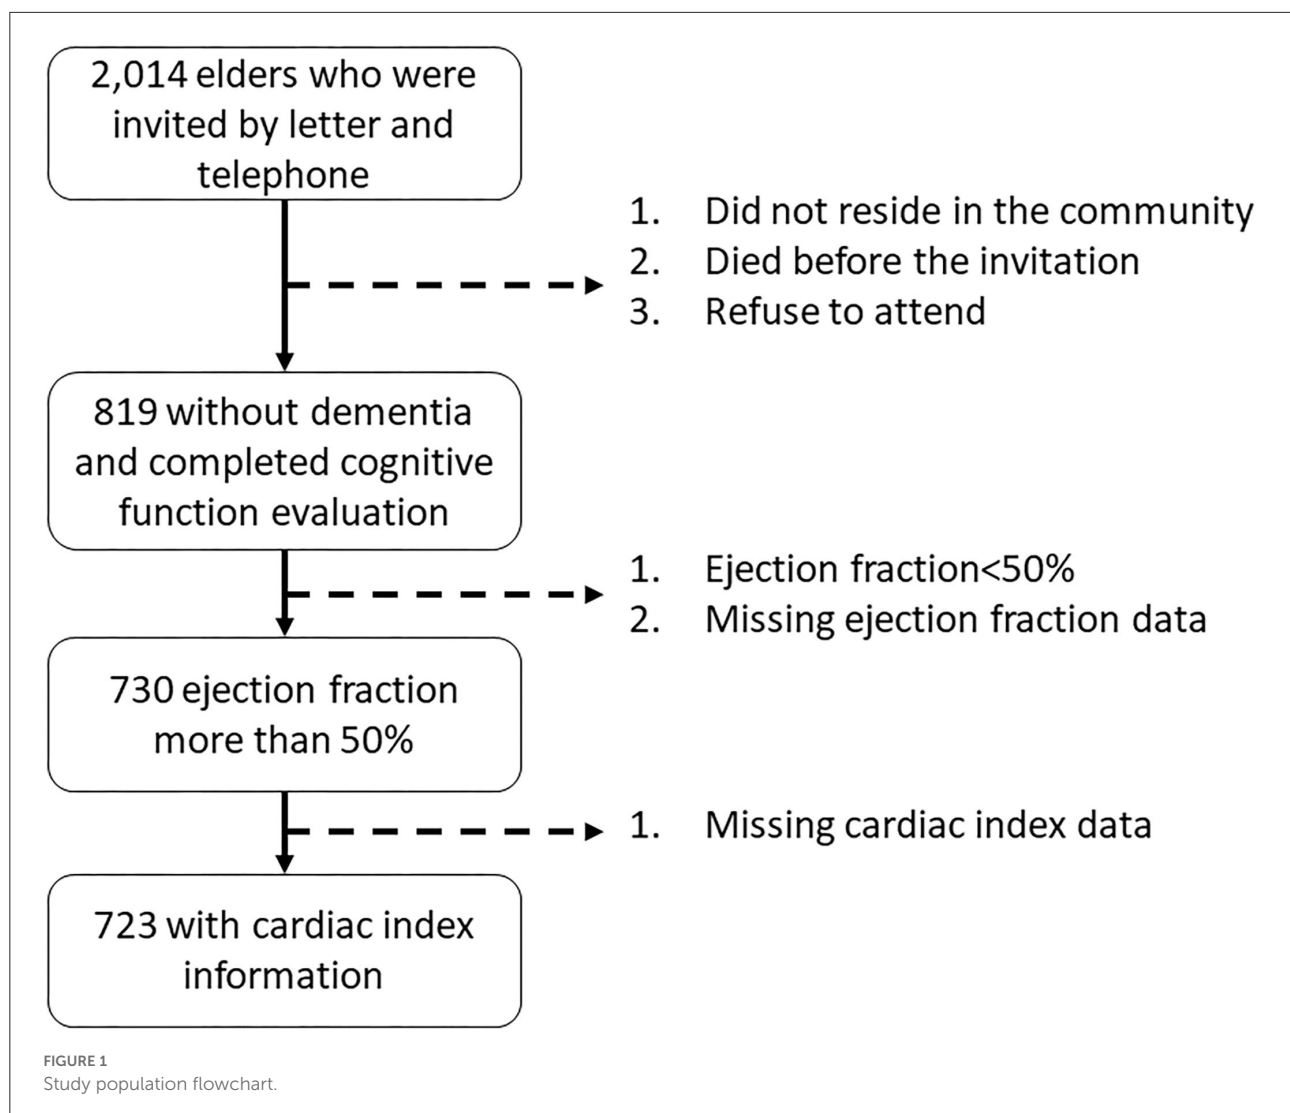 2,014 elders who were
invited by letter and
telephone
1. Did not reside in the community
2. Died before the invitation
3. Refuse to attend
819 without dementia
and completed cognitive
function evaluation
1. Ejection fraction<50%
2. Missing ejection fraction data
730 ejection fraction
more than 50%
1. Missing cardiac index data
723 with cardiac index
information
FIGURE 1
Study population flowchart.